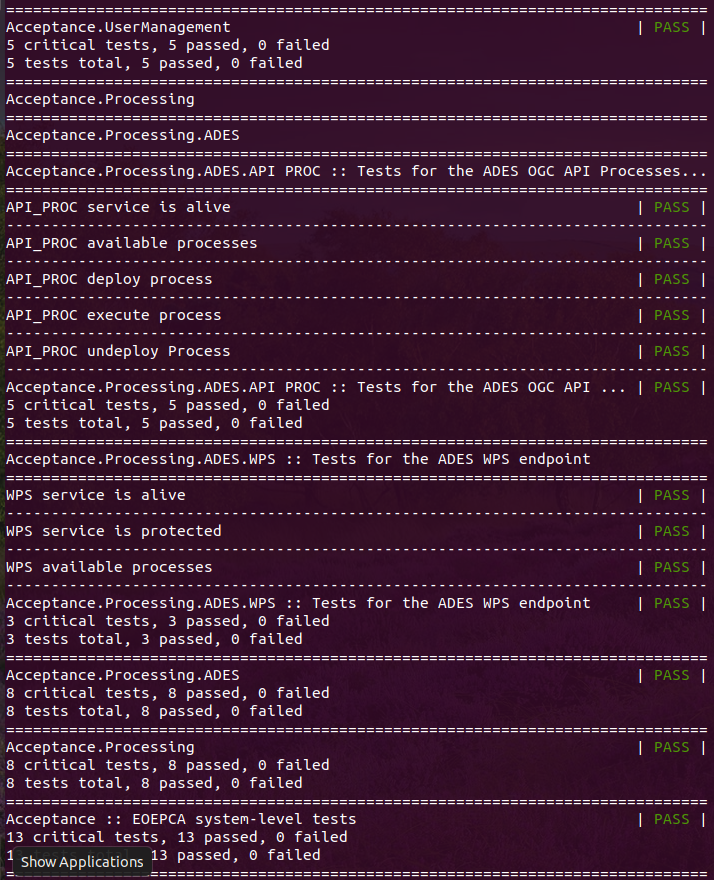 ==============================================================================
Acceptance.UserManagement | PASS |
5 critical tests, 5 passed, 0 failed
5 tests total, 5 passed, 0 failed
==============================================================================
Acceptance.Processing
==============================================================================
Acceptance.Processing.ADES
==============================================================================
Acceptance.Processing.ADES.API PROC :: Tests for the ADES OGC API Processes...
==============================================================================
API_PROC service is alive | PASS |
------------------------------------------------------------------------------
API_PROC available processes | PASS |
------------------------------------------------------------------------------
API_PROC deploy process | PASS |
------------------------------------------------------------------------------
API_PROC execute process | PASS |
------------------------------------------------------------------------------
API_PROC undeploy Process | PASS |
------------------------------------------------------------------------------
Acceptance.Processing.ADES.API PROC :: Tests for the ADES OGC API ... | PASS |
5 critical tests, 5 passed, 0 failed
5 tests total, 5 passed, 0 failed
==============================================================================
Acceptance.Processing.ADES.WPS :: Tests for the ADES WPS endpoint
==============================================================================
WPS service is alive | PASS |
------------------------------------------------------------------------------
WPS service is protected | PASS |
------------------------------------------------------------------------------
WPS available processes | PASS |
------------------------------------------------------------------------------
Acceptance.Processing.ADES.WPS :: Tests for the ADES WPS endpoint | PASS |
3 critical tests, 3 passed, 0 failed
3 tests total, 3 passed, 0 failed
==============================================================================
Acceptance.Processing.ADES | PASS |
8 critical tests, 8 passed, 0 failed
8 tests total, 8 passed, 0 failed
==============================================================================
Acceptance.Processing | PASS |
8 critical tests, 8 passed, 0 failed
8 tests total, 8 passed, 0 failed
==============================================================================
Acceptance :: EOEPCA system-level tests | PASS |
13 critical tests, 13 passed, 0 failed
13 passed, 0 failed
Show Applications
==============================================================================